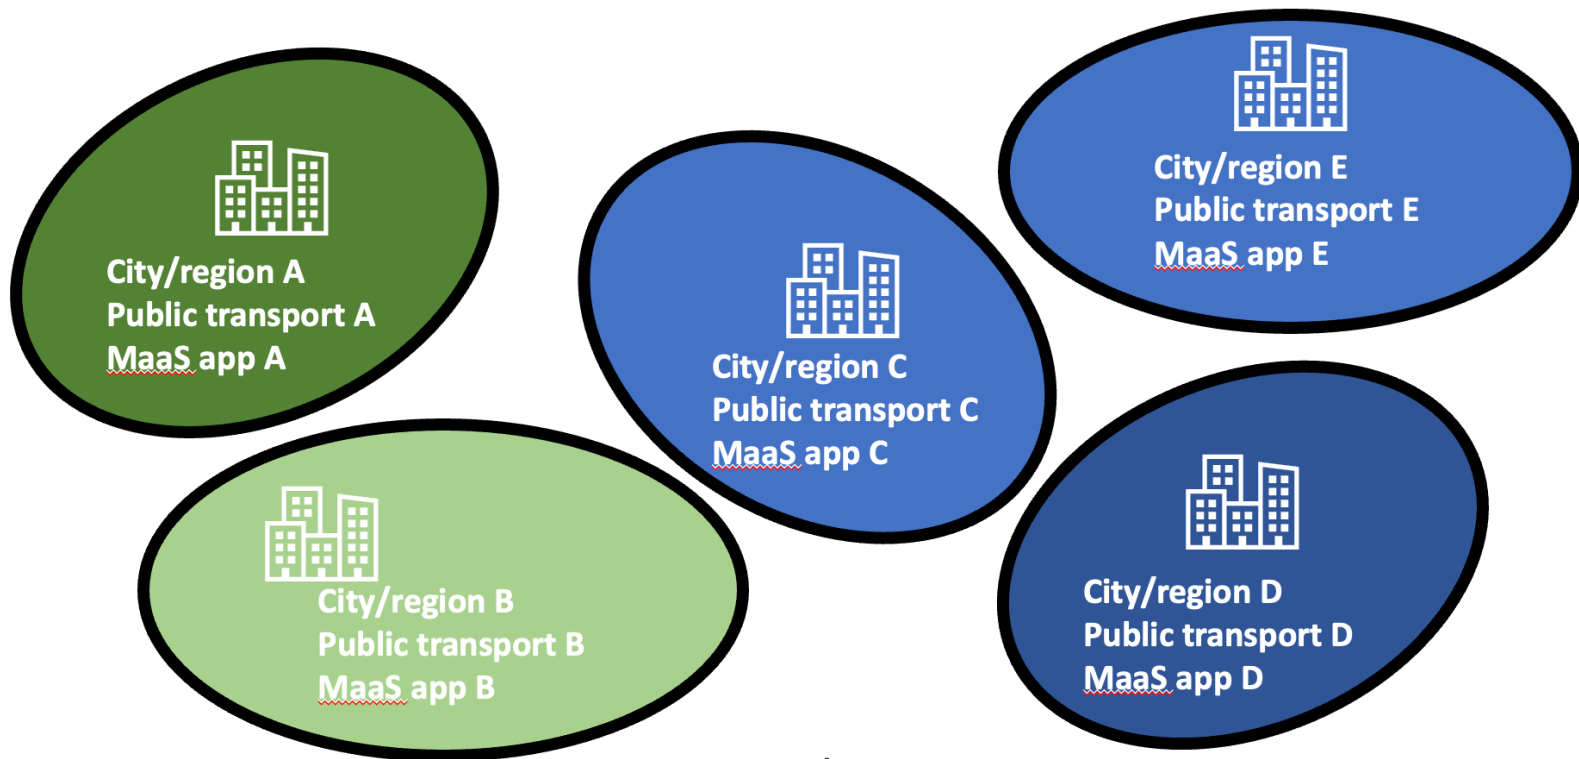 City/region A
Public transport A
MaaS app A
City/region B
Public transport B
MaaS app B
City/region C
Public transport C
MaaS app C
City/region E
Public transport E
MaaS app E
City/region D
Public transport D
MaaS app D